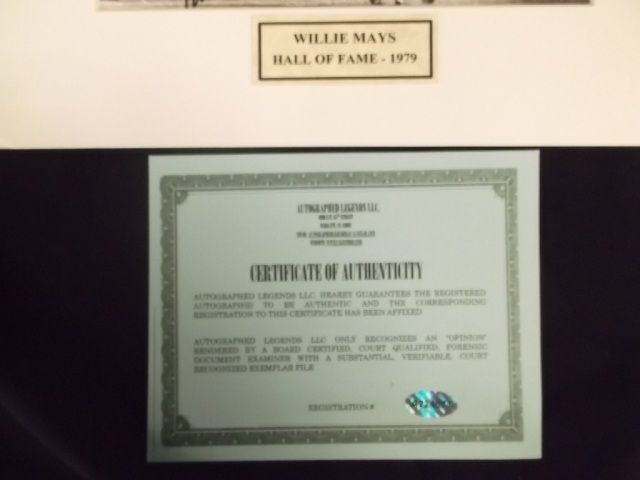 WILLIE MAYS
HALL OF FAME - 1979
AUTOGRAPHED LEGENDS LLC.
CERTIFICATE OF AUTHENTICITY
AUTOGRAPHED LEGENDS LLC HEARBY GUARANTEES THE REGISTERED
AUTOGRAPHS TO BE AUTHENTIC AND THE CORRESPONDING
REGISTRATION TO THIS CERTIFICATE HAS BEEN AFFIXED
AUTOGRAPHED LEGENDS LLC ONLY RECOGNIZES AN "OPINION"
RENDERED BY A BOARD CERTIFIED, COURT QUALIFIED, FORENSIC
DOCUMENT EXAMINER WITH A SUBSTANTIAL, VERIFIABLE, COURT
RECOGNIZED EXEMPLAR FILE
REGISTRATION #